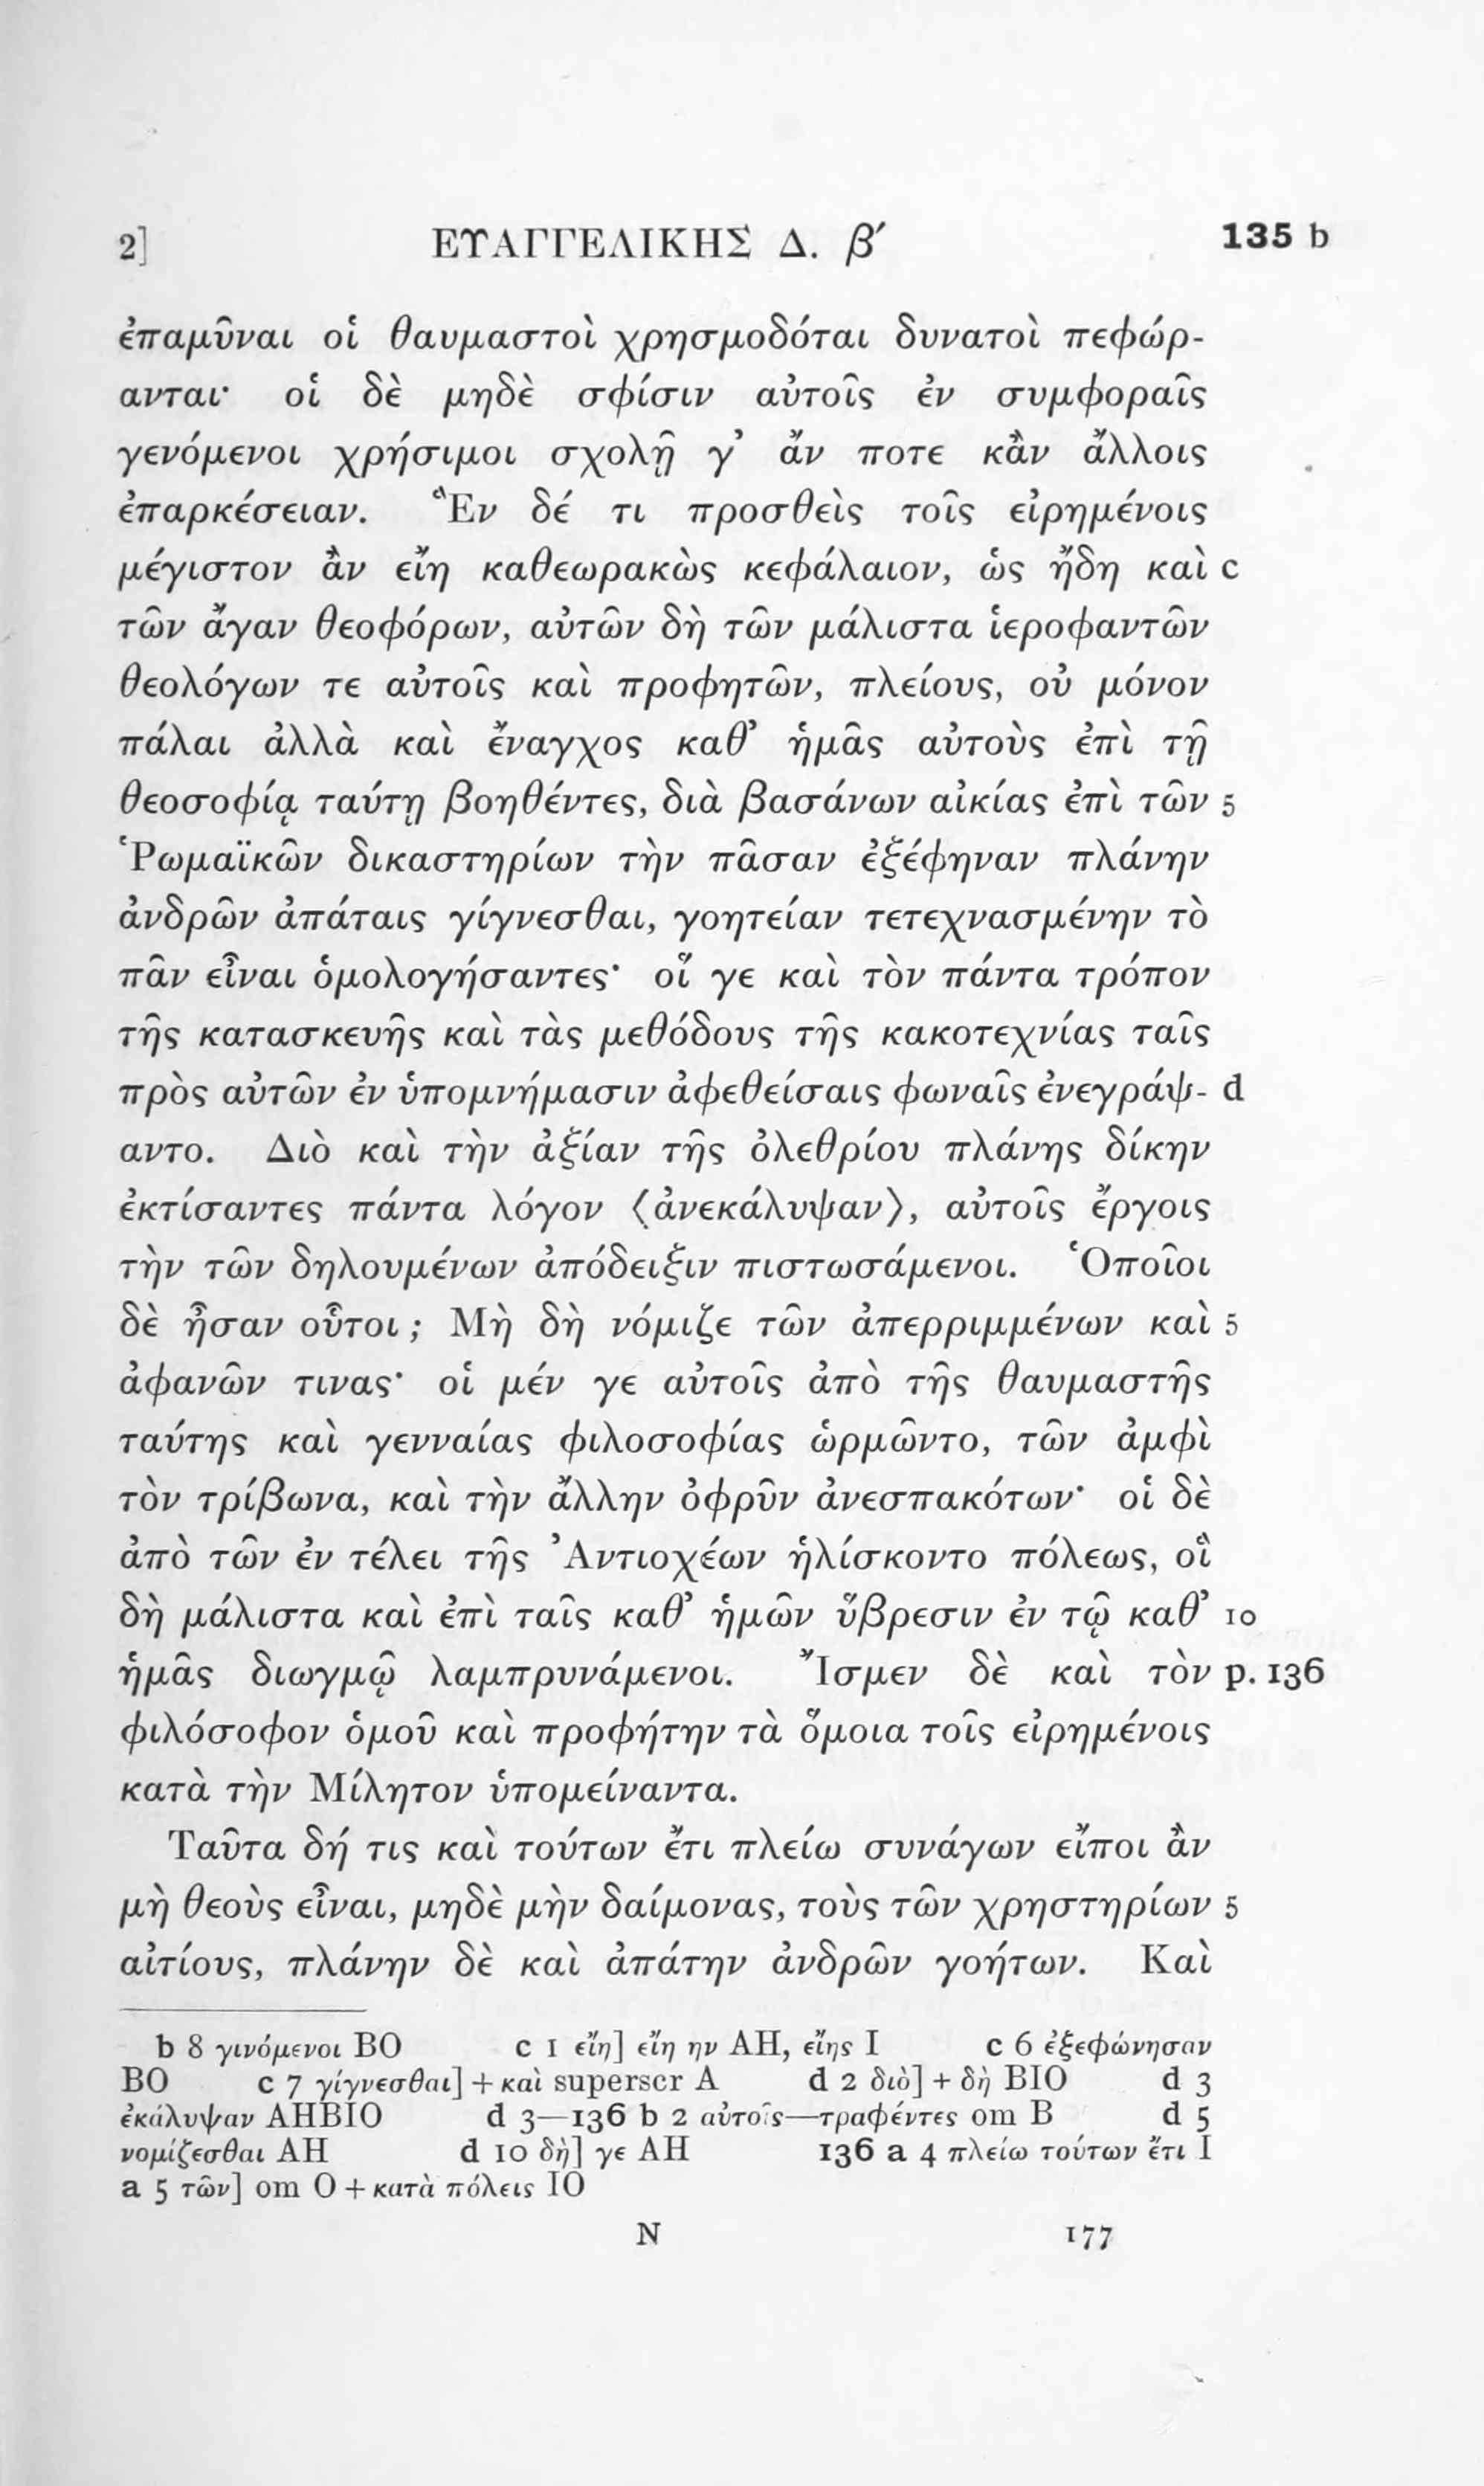 2] ΕΥΑΓΓΕΛΙΚΗΣ Δ. β´ 135 b
ἐπαμῦναι οἱ θαυμαστοὶ χρησμοδόται δυνατοὶ πεφώρ-
ανται· οἱ δὲ μηδὲ σφίσιν αὐτοῖς ἐν συμφοραῖς
γενόμενοι χρήσιμοι σχολῇ γ’ ἄν ποτε κἂν ἄλλοις
ἐπαρκέσειαν. Ἓν δέ τι προσθεὶς τοῖς εἰρημένοις
μέγιστον ἂν εἴη καθεωρακὼς κεφάλαιον, ὡς ἤδη καὶ c
τῶν ἄγαν θεοφόρων, αὐτῶν δὴ τῶν μάλιστα ἱεροφαντῶν
θεολόγων τε αὐτοῖς καὶ προφητῶν, πλείους, οὐ μόνον
πάλαι ἀλλὰ καὶ ἔναγχος καθ’ ἡμᾶς αὐτοὺς ἐπὶ τῇ
θεοσοφίᾳ ταύτῃ βοηθέντες, διὰ βασάνων αἰκίας ἐπὶ τῶν 5
Ῥωμαϊκῶν δικαστηρίων τὴν πᾶσαν ἐξέφηναν πλάνην
ἀνδρῶν ἀπάταις γίγνεσθαι, γοητείαν τετεχνασμένην τὸ
πᾶν εἶναι ὁμολογήσαντες· οἵ γε καὶ τὸν πάντα τρόπον
τῆς κατασκευῆς καὶ τὰς μεθόδους τῆς κακοτεχνίας ταῖς
πρὸς αὐτῶν ἐν ὑπομνήμασιν ἀφεθείσαις φωναῖς ἐνεγράψ- d
αντο. Διὸ καὶ τὴν ἀξίαν τῆς ὀλεθρίου πλάνης δίκην
ἐκτίσαντες πάντα λόγον ⟨ἀνεκάλυψαν⟩, αὐτοῖς ἔργοις
τὴν τῶν δηλουμένων ἀπόδειξιν πιστωσάμενοι. Ὁποῖοι
δὲ ἦσαν οὗτοι; Μὴ δὴ νόμιζε τῶν ἀπερριμμένων καὶ 5
ἀφανῶν τινας· οἱ μέν γε αὐτοῖς ἀπὸ τῆς θαυμαστῆς
ταύτης καὶ γενναίας φιλοσοφίας ὡρμῶντο, τῶν ἀμφὶ
τὸν τρίβωνα, καὶ τὴν ἄλλην ὀφρῦν ἀνεσπακότων· οἱ δὲ
ἀπὸ τῶν ἐν τέλει τῆς Ἀντιοχέων ἡλίσκοντο πόλεως, οἳ
δὴ μάλιστα καὶ ἐπὶ ταῖς καθ’ ἡμῶν ὕβρεσιν ἐν τῷ καθ’ 10
ἡμᾶς διωγμῷ λαμπρυνάμενοι. Ἴσμεν δὲ καὶ τὸν p. 136
φιλόσοφον ὁμοῦ καὶ προφήτην τὰ ὅμοια τοῖς εἰρημένοις
κατὰ τὴν Μίλητον ὑπομείναντα.
Ταῦτα δή τις καὶ τούτων ἔτι πλείω συνάγων εἴποι ἂν
μὴ θεοὺς εἶναι, μηδὲ μὴν δαίμονας, τοὺς τῶν χρηστηρίων 5
αἰτίους, πλάνην δὲ καὶ ἀπάτην ἀνδρῶν γοήτων. Καὶ
b 8 γινόμενοι BO c 1 εἴη] εἴη ην AH, εἴης I c 6 ἐξεφώνησαν
BO c 7 γίγνεσθαι] + καὶ superscr A d 2 διὸ] + δὴ BIO d 3
ἐκάλυψαν AHBIO d 3—136 b 2 αὐτοῖς—τραφέντες om B d 5
νομίζεσθαι AH d 10 δὴ] γε AH 136 a 4 πλείω τούτων ἔτι I
a 5 τῶν] om O + κατὰ πόλεις IO
N 177